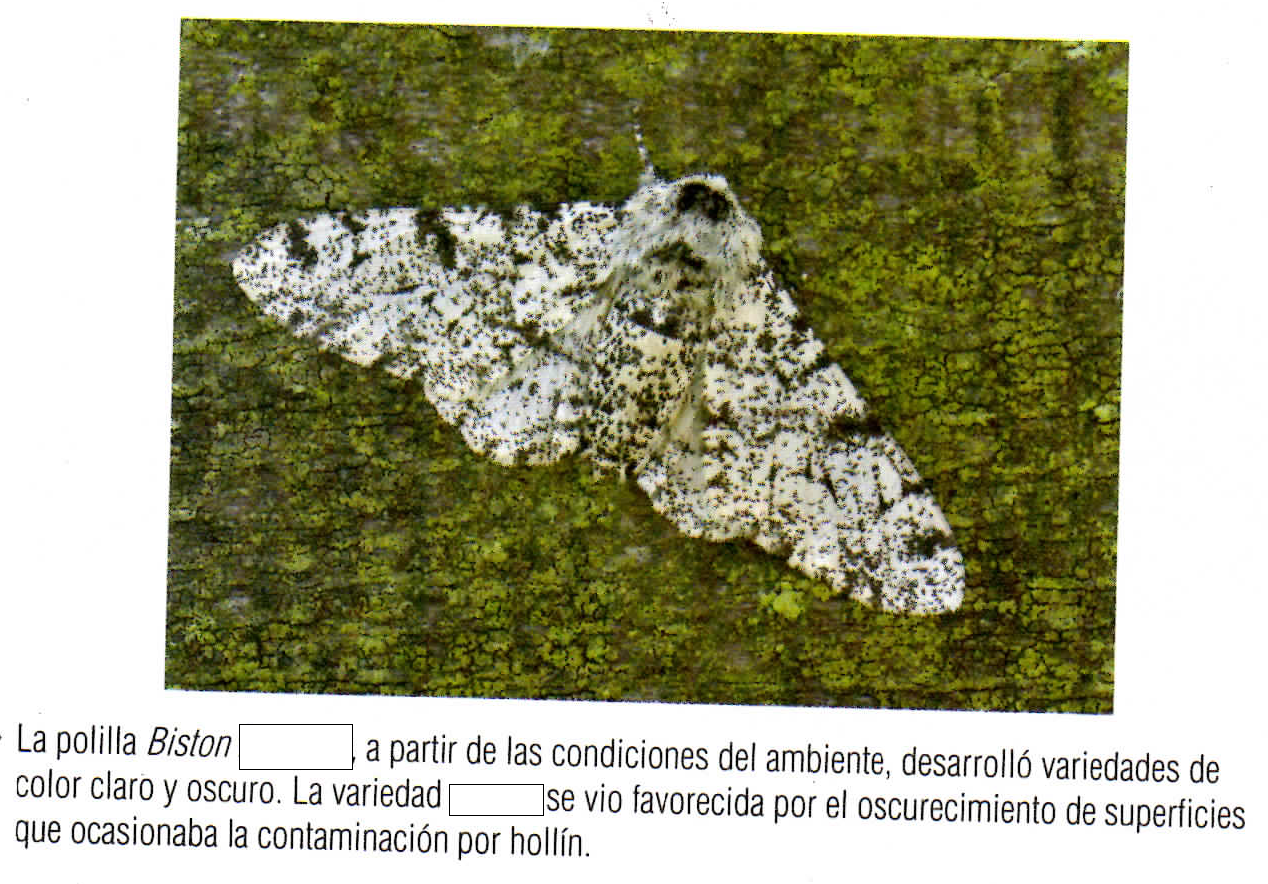 La polilla Biston , a partir de las condiciones del ambiente, desarrolló variedades de
color claro y oscuro. La variedad se vio favorecida por el oscurecimiento de superficies
que ocasionaba la contaminación por hollín.